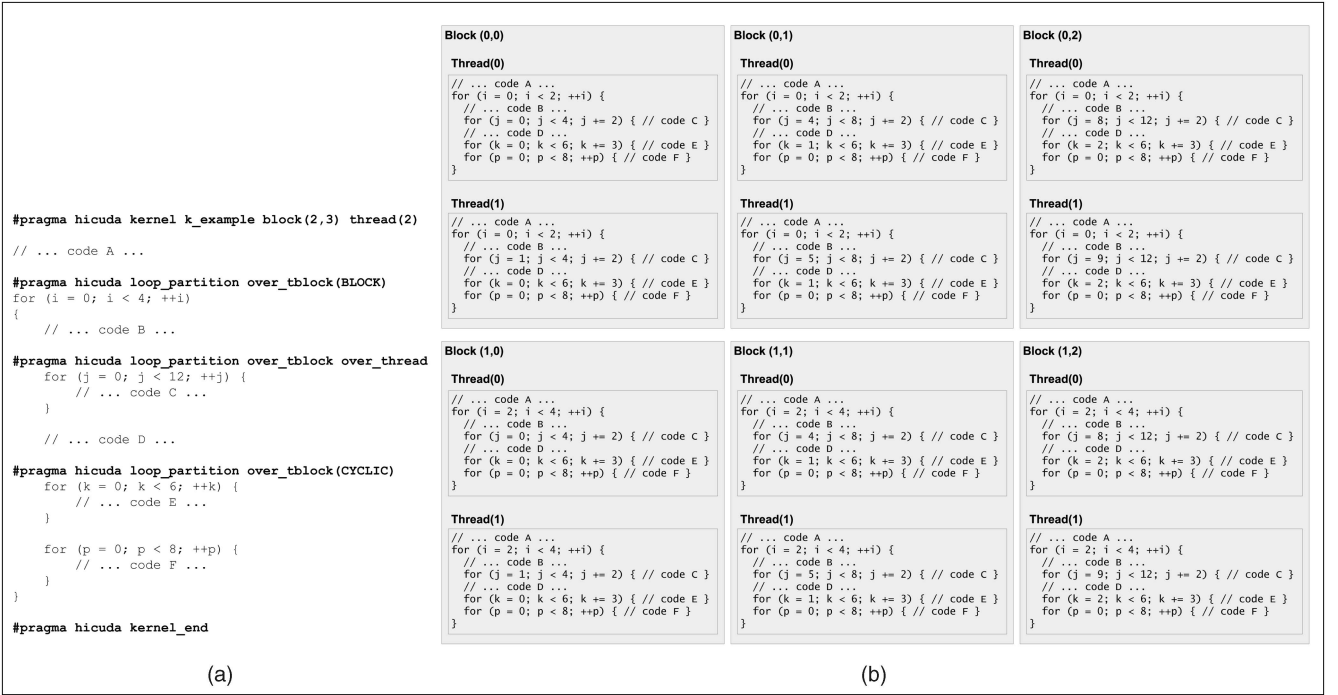 #pragma hicuda kernel k_example block(2,3) thread(2)
// ... code A ...
#pragma hicuda loop_partition over_tblock(BLOCK)
for (i = 0; i < 4; ++i)
{
    // ... code B ...
#pragma hicuda loop_partition over_tblock over_thread
    for (j = 0; j < 12; ++j) {
        // ... code C ...
    }
    // ... code D ...
#pragma hicuda loop_partition over_tblock(CYCLIC)
    for (k = 0; k < 6; ++k) {
        // ... code E ...
    }
    for (p = 0; p < 8; ++p) {
        // ... code F ...
    }
}
#pragma hicuda kernel_end
(a)
Block (0,0)
Thread(0)
// ... code A ...
for (i = 0; i < 2; ++i) {
  // ... code B ...
  for (j = 0; j < 4; j += 2) { // code C }
  // ... code D ...
  for (k = 0; k < 6; k += 3) { // code E }
  for (p = 0; p < 8; ++p) { // code F }
}
Thread(1)
// ... code A ...
for (i = 0; i < 2; ++i) {
  // ... code B ...
  for (j = 1; j < 4; j += 2) { // code C }
  // ... code D ...
  for (k = 0; k < 6; k += 3) { // code E }
  for (p = 0; p < 8; ++p) { // code F }
}
Block (0,1)
Thread(0)
// ... code A ...
for (i = 0; i < 2; ++i) {
  // ... code B ...
  for (j = 4; j < 8; j += 2) { // code C }
  // ... code D ...
  for (k = 1; k < 6; k += 3) { // code E }
  for (p = 0; p < 8; ++p) { // code F }
}
Thread(1)
// ... code A ...
for (i = 0; i < 2; ++i) {
  // ... code B ...
  for (j = 5; j < 8; j += 2) { // code C }
  // ... code D ...
  for (k = 1; k < 6; k += 3) { // code E }
  for (p = 0; p < 8; ++p) { // code F }
}
Block (0,2)
Thread(0)
// ... code A ...
for (i = 0; i < 2; ++i) {
  // ... code B ...
  for (j = 8; j < 12; j += 2) { // code C }
  // ... code D ...
  for (k = 2; k < 6; k += 3) { // code E }
  for (p = 0; p < 8; ++p) { // code F }
}
Thread(1)
// ... code A ...
for (i = 0; i < 2; ++i) {
  // ... code B ...
  for (j = 9; j < 12; j += 2) { // code C }
  // ... code D ...
  for (k = 2; k < 6; k += 3) { // code E }
  for (p = 0; p < 8; ++p) { // code F }
}
Block (1,0)
Thread(0)
// ... code A ...
for (i = 2; i < 4; ++i) {
  // ... code B ...
  for (j = 0; j < 4; j += 2) { // code C }
  // ... code D ...
  for (k = 0; k < 6; k += 3) { // code E }
  for (p = 0; p < 8; ++p) { // code F }
}
Thread(1)
// ... code A ...
for (i = 2; i < 4; ++i) {
  // ... code B ...
  for (j = 1; j < 4; j += 2) { // code C }
  // ... code D ...
  for (k = 0; k < 6; k += 3) { // code E }
  for (p = 0; p < 8; ++p) { // code F }
}
Block (1,1)
Thread(0)
// ... code A ...
for (i = 2; i < 4; ++i) {
  // ... code B ...
  for (j = 4; j < 8; j += 2) { // code C }
  // ... code D ...
  for (k = 1; k < 6; k += 3) { // code E }
  for (p = 0; p < 8; ++p) { // code F }
}
Thread(1)
// ... code A ...
for (i = 2; i < 4; ++i) {
  // ... code B ...
  for (j = 5; j < 8; j += 2) { // code C }
  // ... code D ...
  for (k = 1; k < 6; k += 3) { // code E }
  for (p = 0; p < 8; ++p) { // code F }
}
Block (1,2)
Thread(0)
// ... code A ...
for (i = 2; i < 4; ++i) {
  // ... code B ...
  for (j = 8; j < 12; j += 2) { // code C }
  // ... code D ...
  for (k = 2; k < 6; k += 3) { // code E }
  for (p = 0; p < 8; ++p) { // code F }
}
Thread(1)
// ... code A ...
for (i = 2; i < 4; ++i) {
  // ... code B ...
  for (j = 9; j < 12; j += 2) { // code C }
  // ... code D ...
  for (k = 2; k < 6; k += 3) { // code E }
  for (p = 0; p < 8; ++p) { // code F }
}
(b)